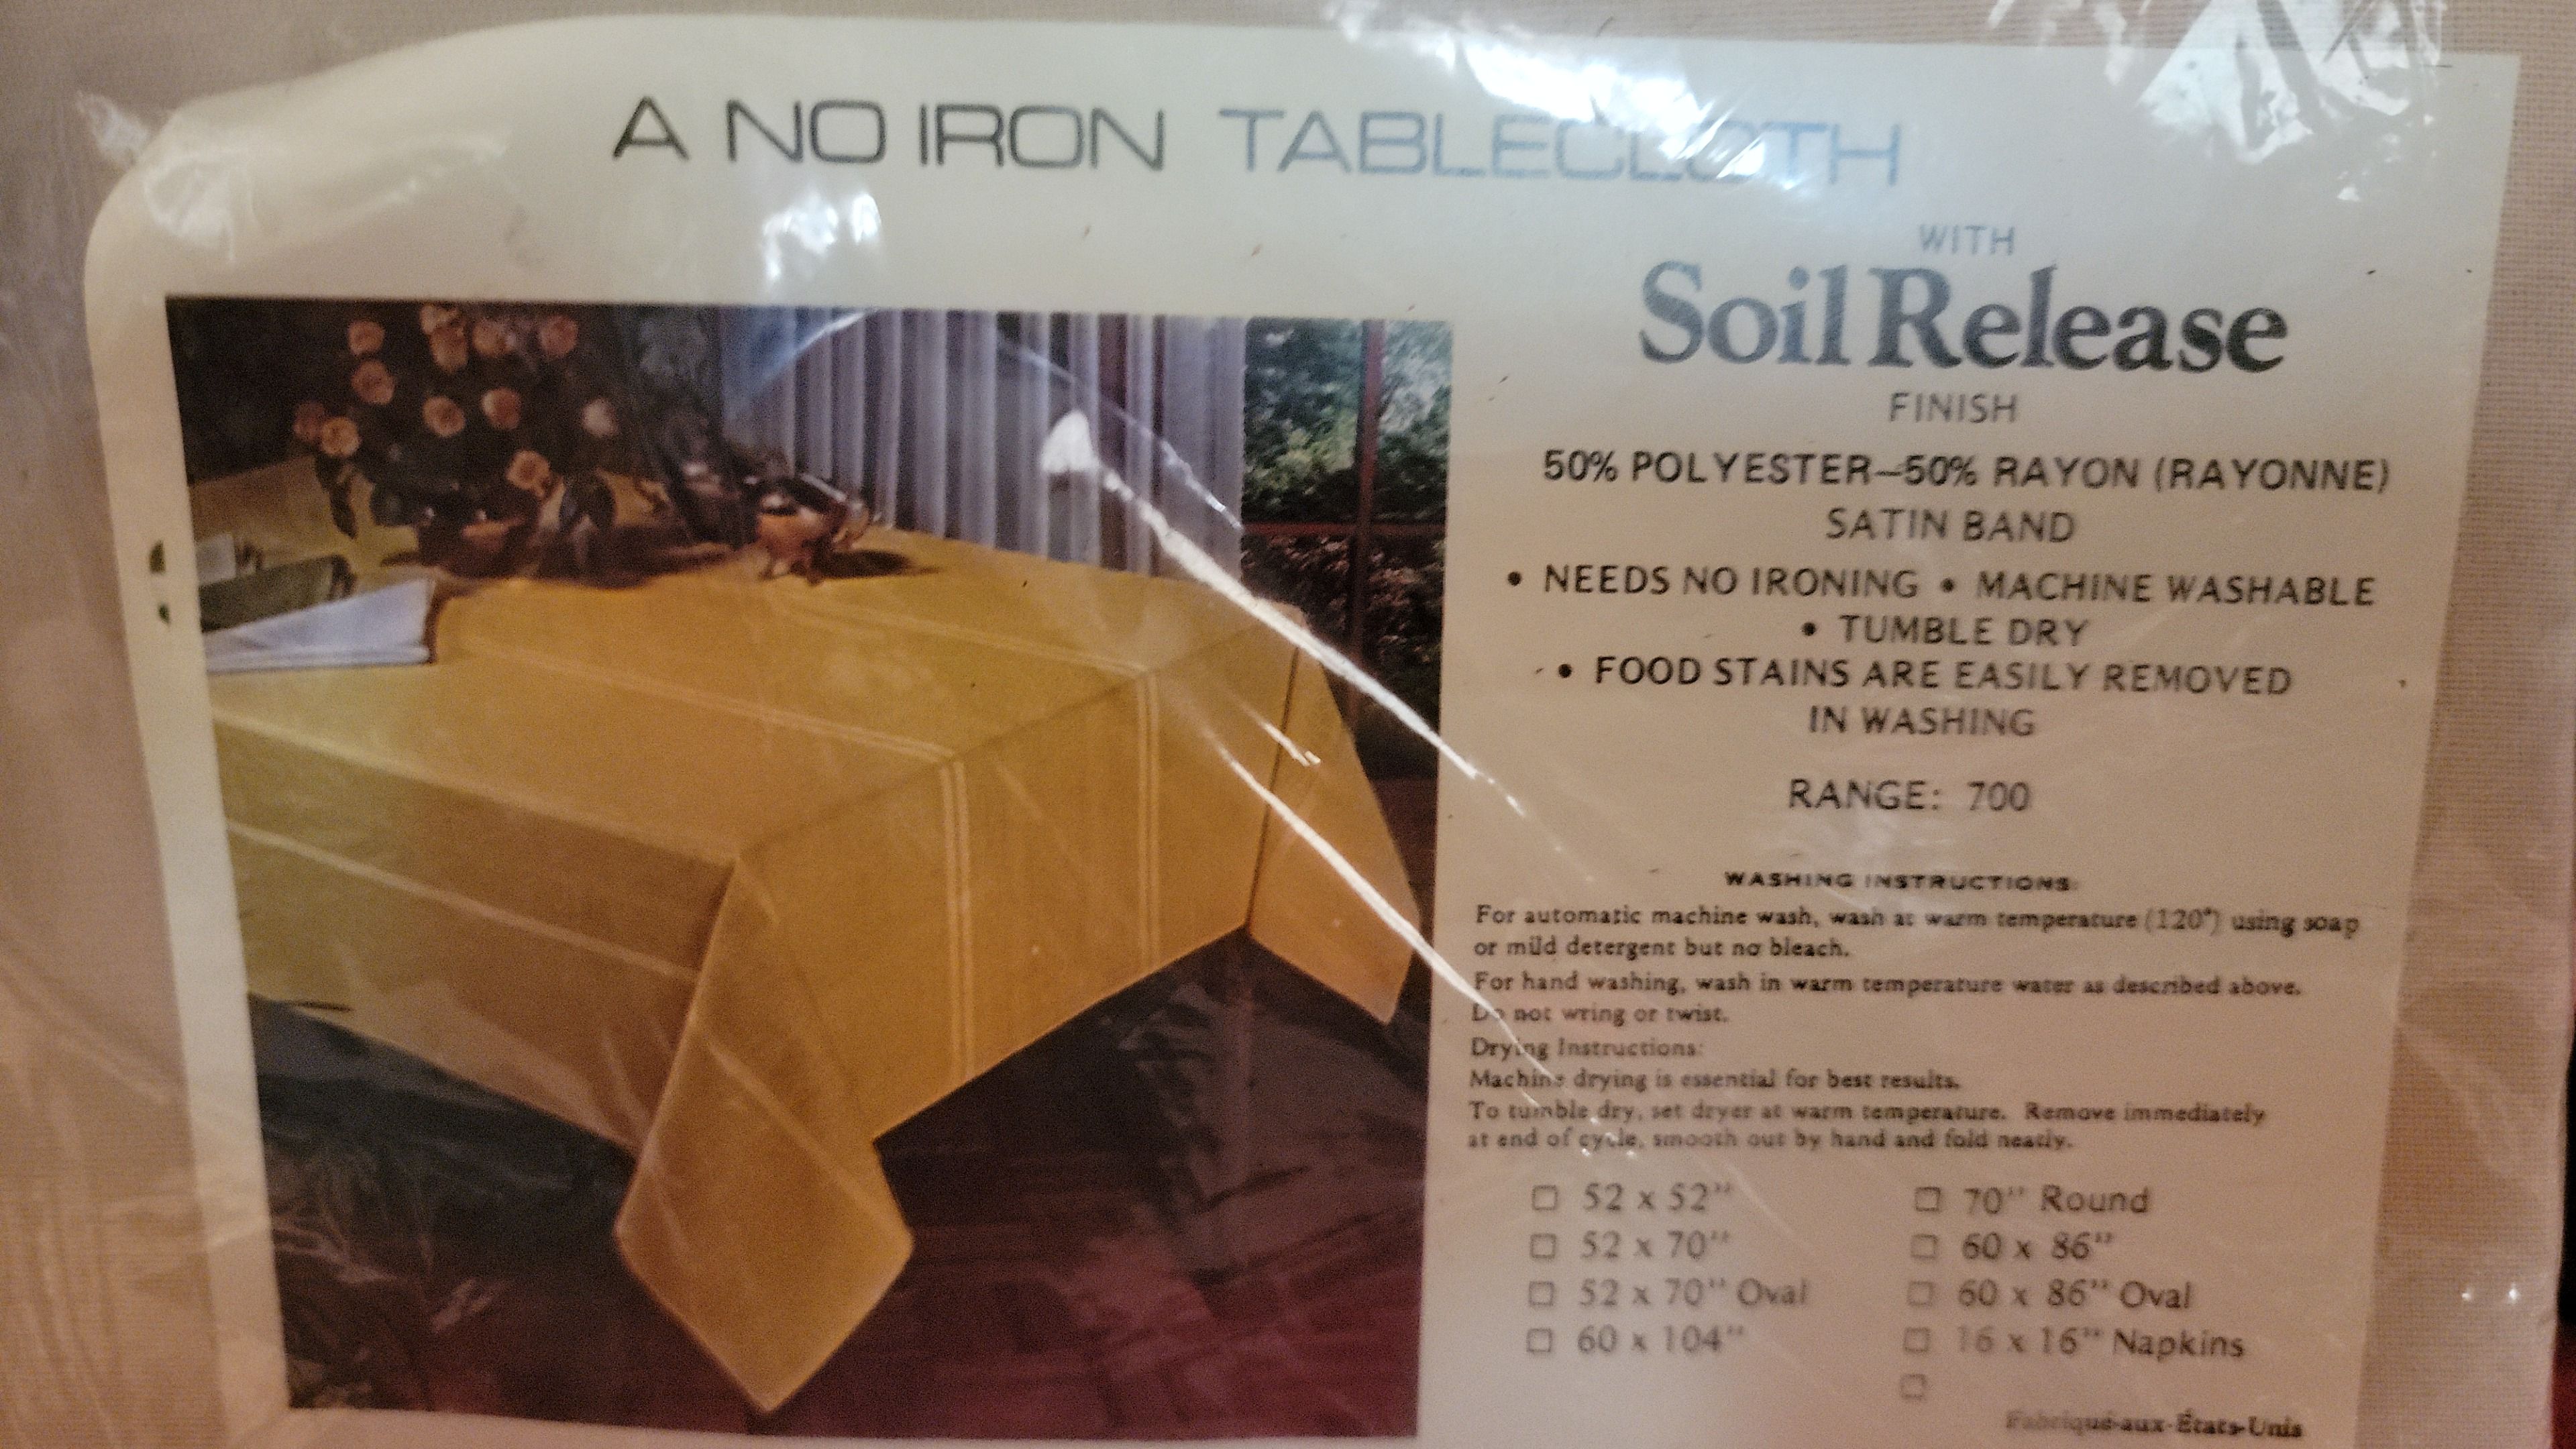 A NO IRON TABLECLOTH
WITH
Soil Release
FINISH
50% POLYESTER—50% RAYON (RAYONNE)
SATIN BAND
• NEEDS NO IRONING • MACHINE WASHABLE
• TUMBLE DRY
• FOOD STAINS ARE EASILY REMOVED
IN WASHING
RANGE: 700
WASHING INSTRUCTIONS:
For automatic machine wash, wash at warm temperature (120°) using soap
or mild detergent but no bleach.
For hand washing, wash in warm temperature water as described above.
Do not wring or twist.
Drying Instructions:
Machine drying is essential for best results.
To tumble dry, set dryer at warm temperature. Remove immediately
at end of cycle, smooth out by hand and fold neatly.
☐ 52 x 52"
☐ 52 x 70"
☐ 52 x 70" Oval
☐ 60 x 104"
☐ 70" Round
☐ 60 x 86"
☐ 60 x 86" Oval
☐ 16 x 16" Napkins
☐
Fabriqué-aux-États-Unis